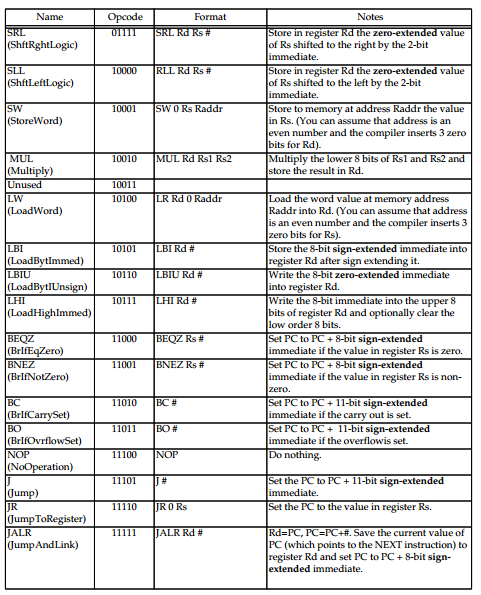 Name Opcode Format Notes
SRL 01111 SRL Rd Rs # Store in register Rd the zero-extended value
(ShftRghtLogic) of Rs shifted to the right by the 2-bit
immediate.
SLL 10000 RLL Rd Rs # Store in register Rd the zero-extended value
(ShftLeftLogic) of Rs shifted to the left by the 2-bit
immediate.
SW 10001 SW 0 Rs Raddr Store to memory at address Raddr the value
(StoreWord) in Rs. (You can assume that address is an
even number and the compiler inserts 3 zero
bits for Rd).
MUL 10010 MUL Rd Rs1 Rs2 Multiply the lower 8 bits of Rs1 and Rs2 and
(Multiply) store the result in Rd.
Unused 10011
LW 10100 LR Rd 0 Raddr Load the word value at memory address
(LoadWord) Raddr into Rd. (You can assume that address
is an even number and the compiler inserts 3
zero bits for Rs).
LBI 10101 LBI Rd # Store the 8-bit sign-extended immediate into
(LoadBytImmed) register Rd after sign extending it.
LBIU 10110 LBIU Rd # Write the 8-bit zero-extended immediate
(LoadBytIUnsign) into register Rd.
LHI 10111 LHI Rd # Write the 8-bit immediate into the upper 8
(LoadHighImmed) bits of register Rd and optionally clear the
low order 8 bits.
BEQZ 11000 BEQZ Rs # Set PC to PC + 8-bit sign-extended
(BrIfEqZero) immediate if the value in register Rs is zero.
BNEZ 11001 BNEZ Rs # Set PC to PC + 8-bit sign-extended
(BrIfNotZero) immediate if the value in register Rs is non-
zero.
BC 11010 BC # Set PC to PC + 11-bit sign-extended
(BrIfCarrySet) immediate if the carry out is set.
BO 11011 BO # Set PC to PC + 11-bit sign-extended
(BrIfOvrflowSet) immediate if the overflowis set.
NOP 11100 NOP Do nothing.
(NoOperation)
J 11101 J # Set the PC to PC + 11-bit sign-extended
(Jump) immediate.
JR 11110 JR 0 Rs Set the PC to the value in register Rs.
(JumpToRegister)
JALR 11111 JALR Rd # Rd=PC, PC=PC+#. Save the current value of
(JumpAndLink) PC (which points to the NEXT instruction) to
register Rd and set PC to PC + 8-bit sign-
extended immediate.